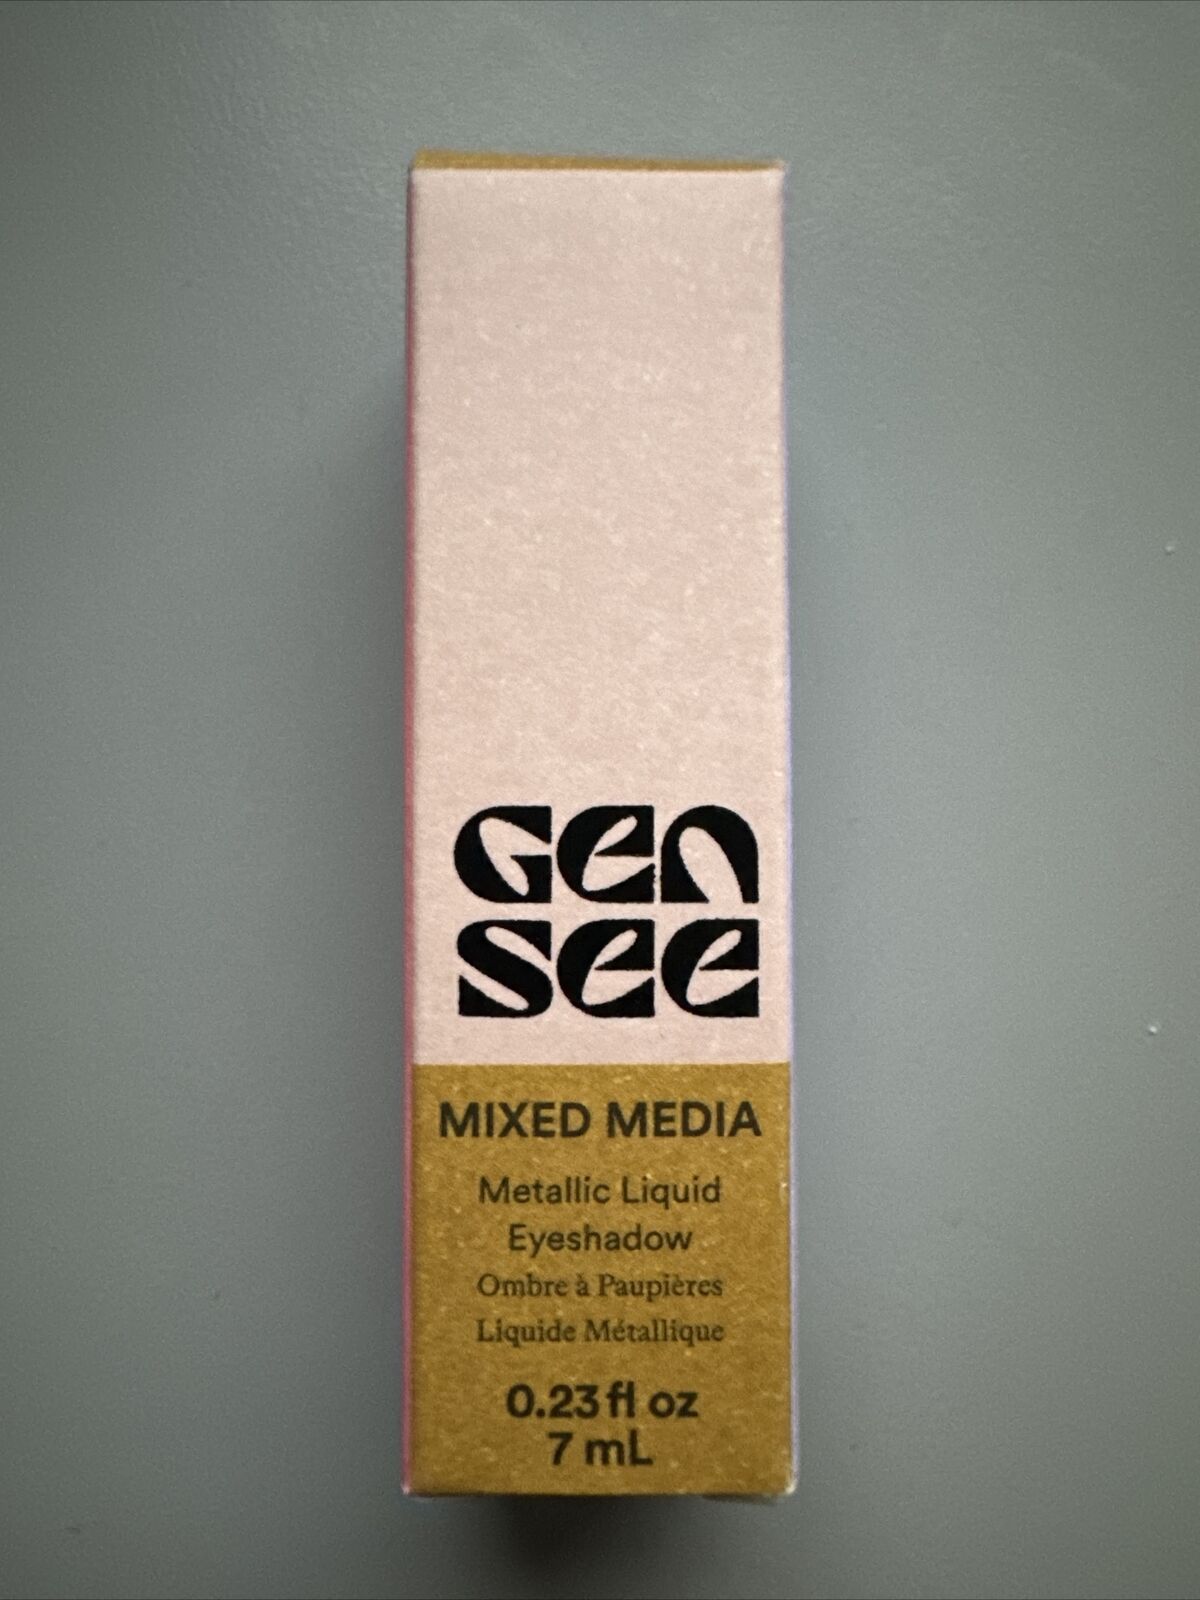 Gen
See
MIXED MEDIA
Metallic Liquid
Eyeshadow
Ombre à Paupières
Liquide Métallique
0.23 fl oz
7 mL